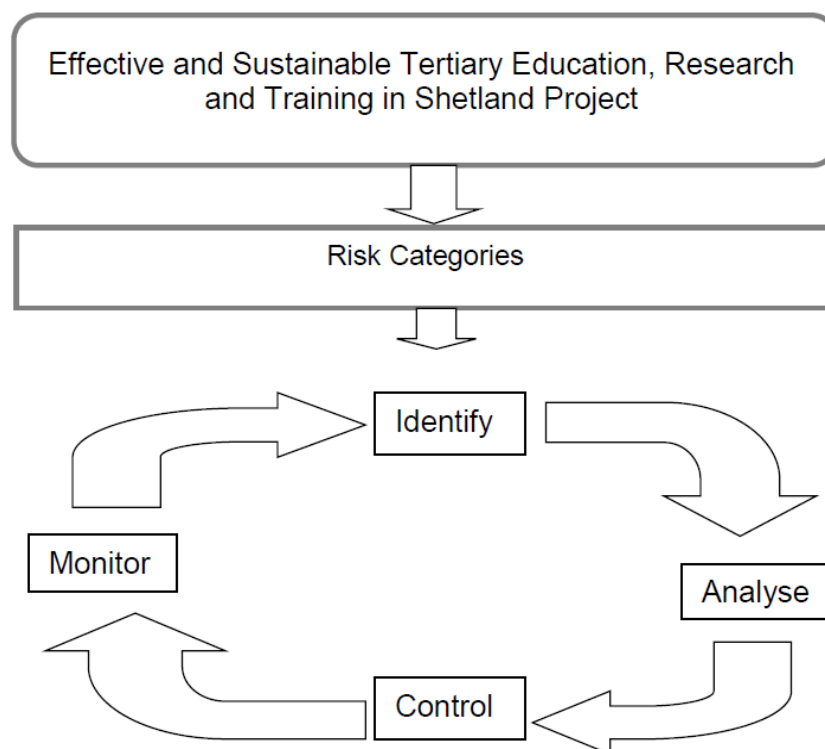 Effective and Sustainable Tertiary Education, Research
and Training in Shetland Project
Risk Categories
Identify
Monitor
Analyse
Control